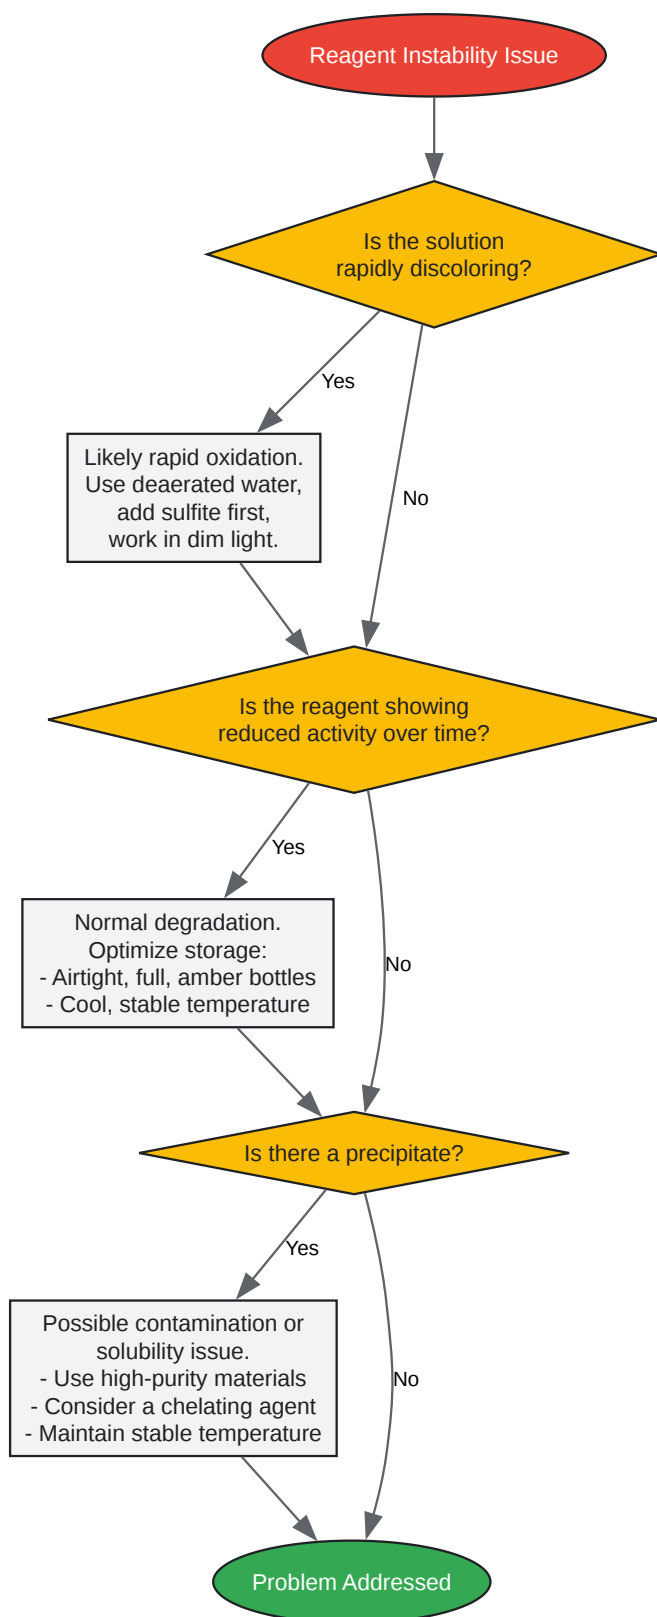 Reagent Instability Issue
Is the solution
rapidly discoloring?
Yes
No
Likely rapid oxidation.
Use deaerated water,
add sulfite first,
work in dim light.
Is the reagent showing
reduced activity over time?
Yes
No
Normal degradation.
Optimize storage:
- Airtight, full, amber bottles
- Cool, stable temperature
Is there a precipitate?
Yes
No
Possible contamination or
solubility issue.
- Use high-purity materials
- Consider a chelating agent
- Maintain stable temperature
Problem Addressed